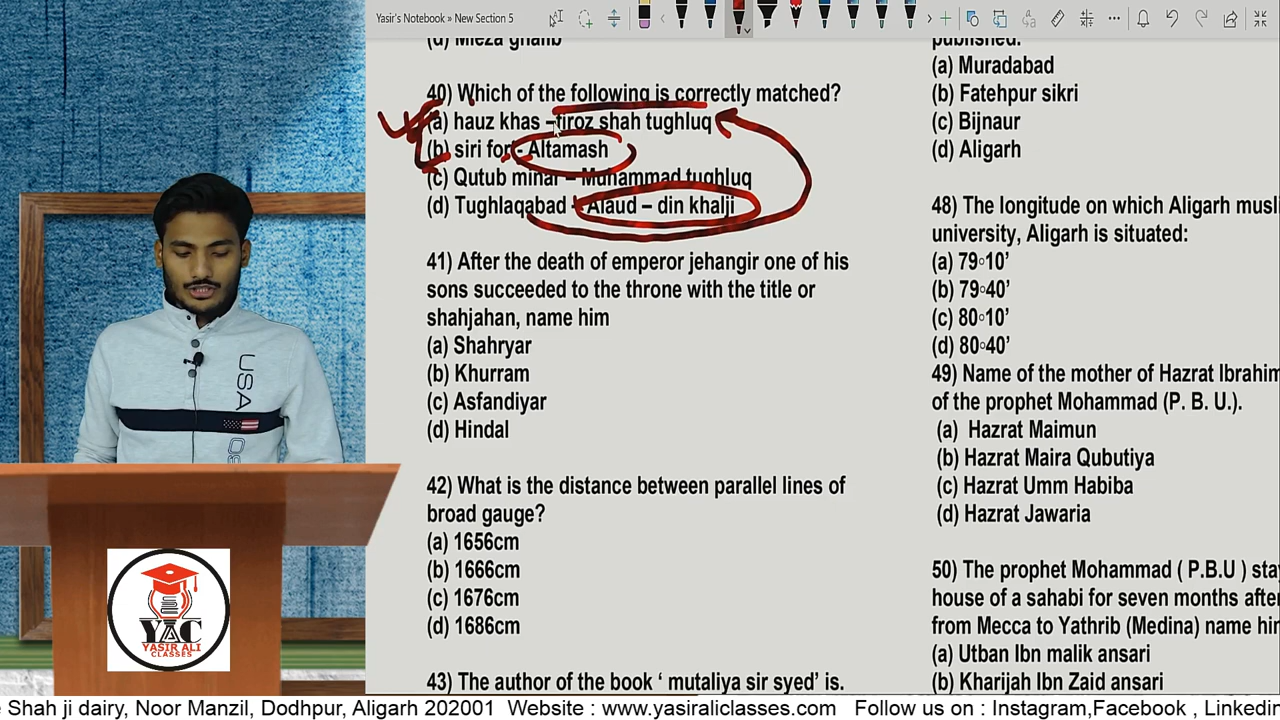 Yasir's Notebook » New Section 5
(d) Mieza ghalib
40) Which of the following is correctly matched?
(a) hauz khas –firoz shah tughluq
(b) siri fort - Altamash
(c) Qutub minar – Muhammad tughluq
(d) Tughlaqabad - Alaud – din khalji
41) After the death of emperor jehangir one of his
sons succeeded to the throne with the title or
shahjahan, name him
(a) Shahryar
(b) Khurram
(c) Asfandiyar
(d) Hindal
42) What is the distance between parallel lines of
broad gauge?
(a) 1656cm
(b) 1666cm
(c) 1676cm
(d) 1686cm
43) The author of the book ‘ mutaliya sir syed’ is.
published.
(a) Muradabad
(b) Fatehpur sikri
(c) Bijnaur
(d) Aligarh
48) The longitude on which Aligarh musli
university, Aligarh is situated:
(a) 79◦10’
(b) 79◦40’
(c) 80◦10’
(d) 80◦40’
49) Name of the mother of Hazrat Ibrahim
of the prophet Mohammad (P. B. U.).
(a) Hazrat Maimun
(b) Hazrat Maira Qubutiya
(c) Hazrat Umm Habiba
(d) Hazrat Jawaria
50) The prophet Mohammad ( P.B.U ) stay
house of a sahabi for seven months after
from Mecca to Yathrib (Medina) name him
(a) Utban Ibn malik ansari
(b) Kharijah Ibn Zaid ansari
USA
YAC
YASIR ALI
CLASSES
Shah ji dairy, Noor Manzil, Dodhpur, Aligarh 202001 Website : www.yasiraliclasses.com Follow us on : Instagram,Facebook , Linkedin